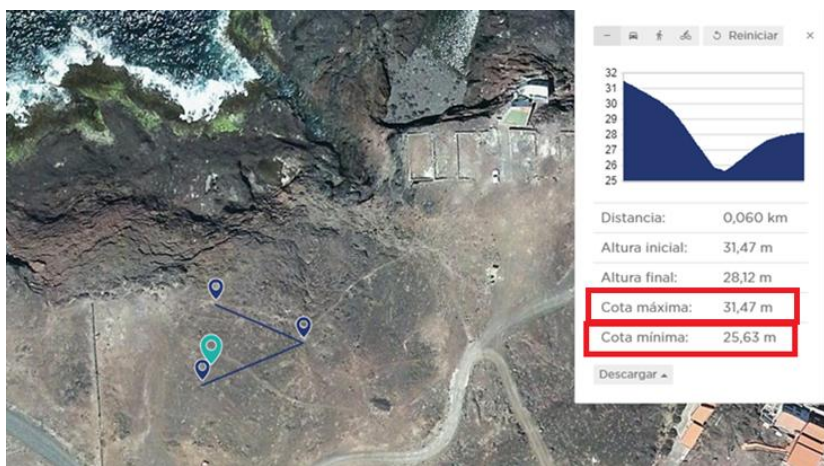 Reiniciar ×
32
31
30
29
28
27
26
25
Distancia: 0,060 km
Altura inicial: 31,47 m
Altura final: 28,12 m
Cota máxima: 31,47 m
Cota mínima: 25,63 m
Descargar